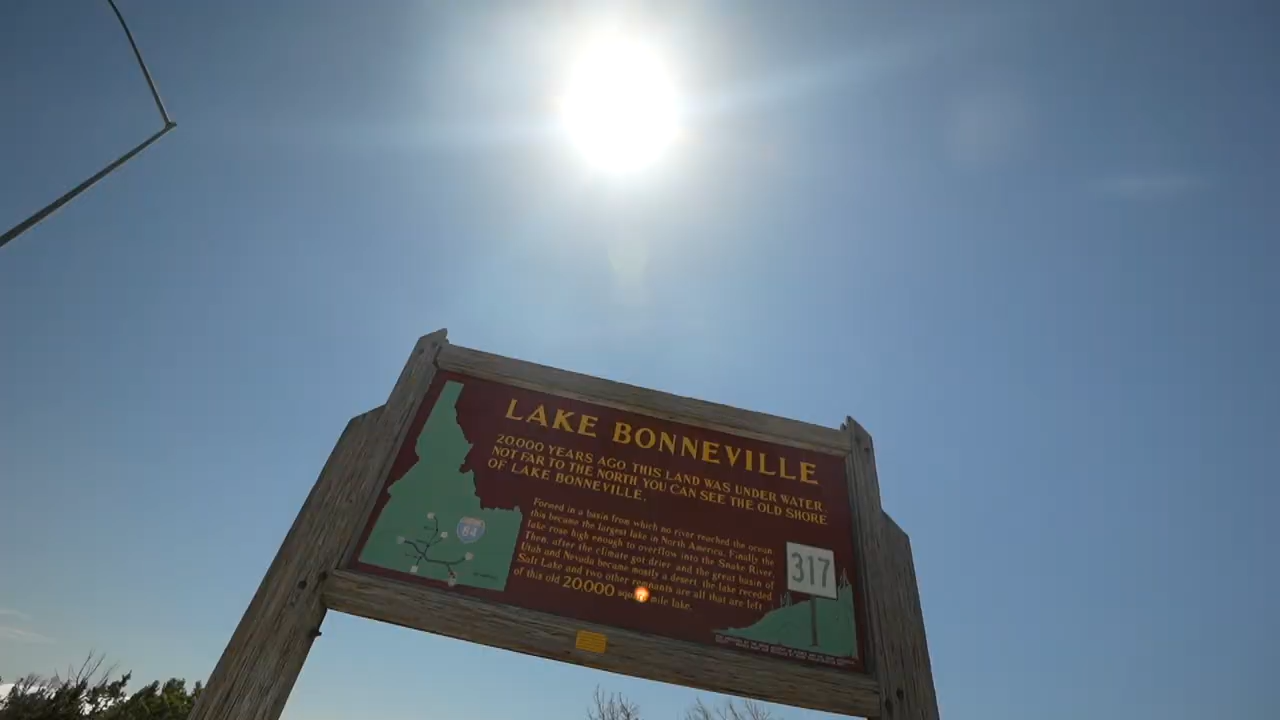 LAKE BONNEVILLE
20,000 YEARS AGO THIS LAND WAS UNDER WATER.
NOT FAR TO THE NORTH YOU CAN SEE THE OLD SHORE
OF LAKE BONNEVILLE.
Formed in a basin from which no river reached the ocean
this became the largest lake in North America. Finally the
lake rose high enough to overflow into the Snake River.
Then, after the climate got drier and the great basin of
Utah and Nevada became mostly a desert, the lake receded
Salt Lake and two other remnants are all that are left
of this old 20,000 square mile lake.
84
317